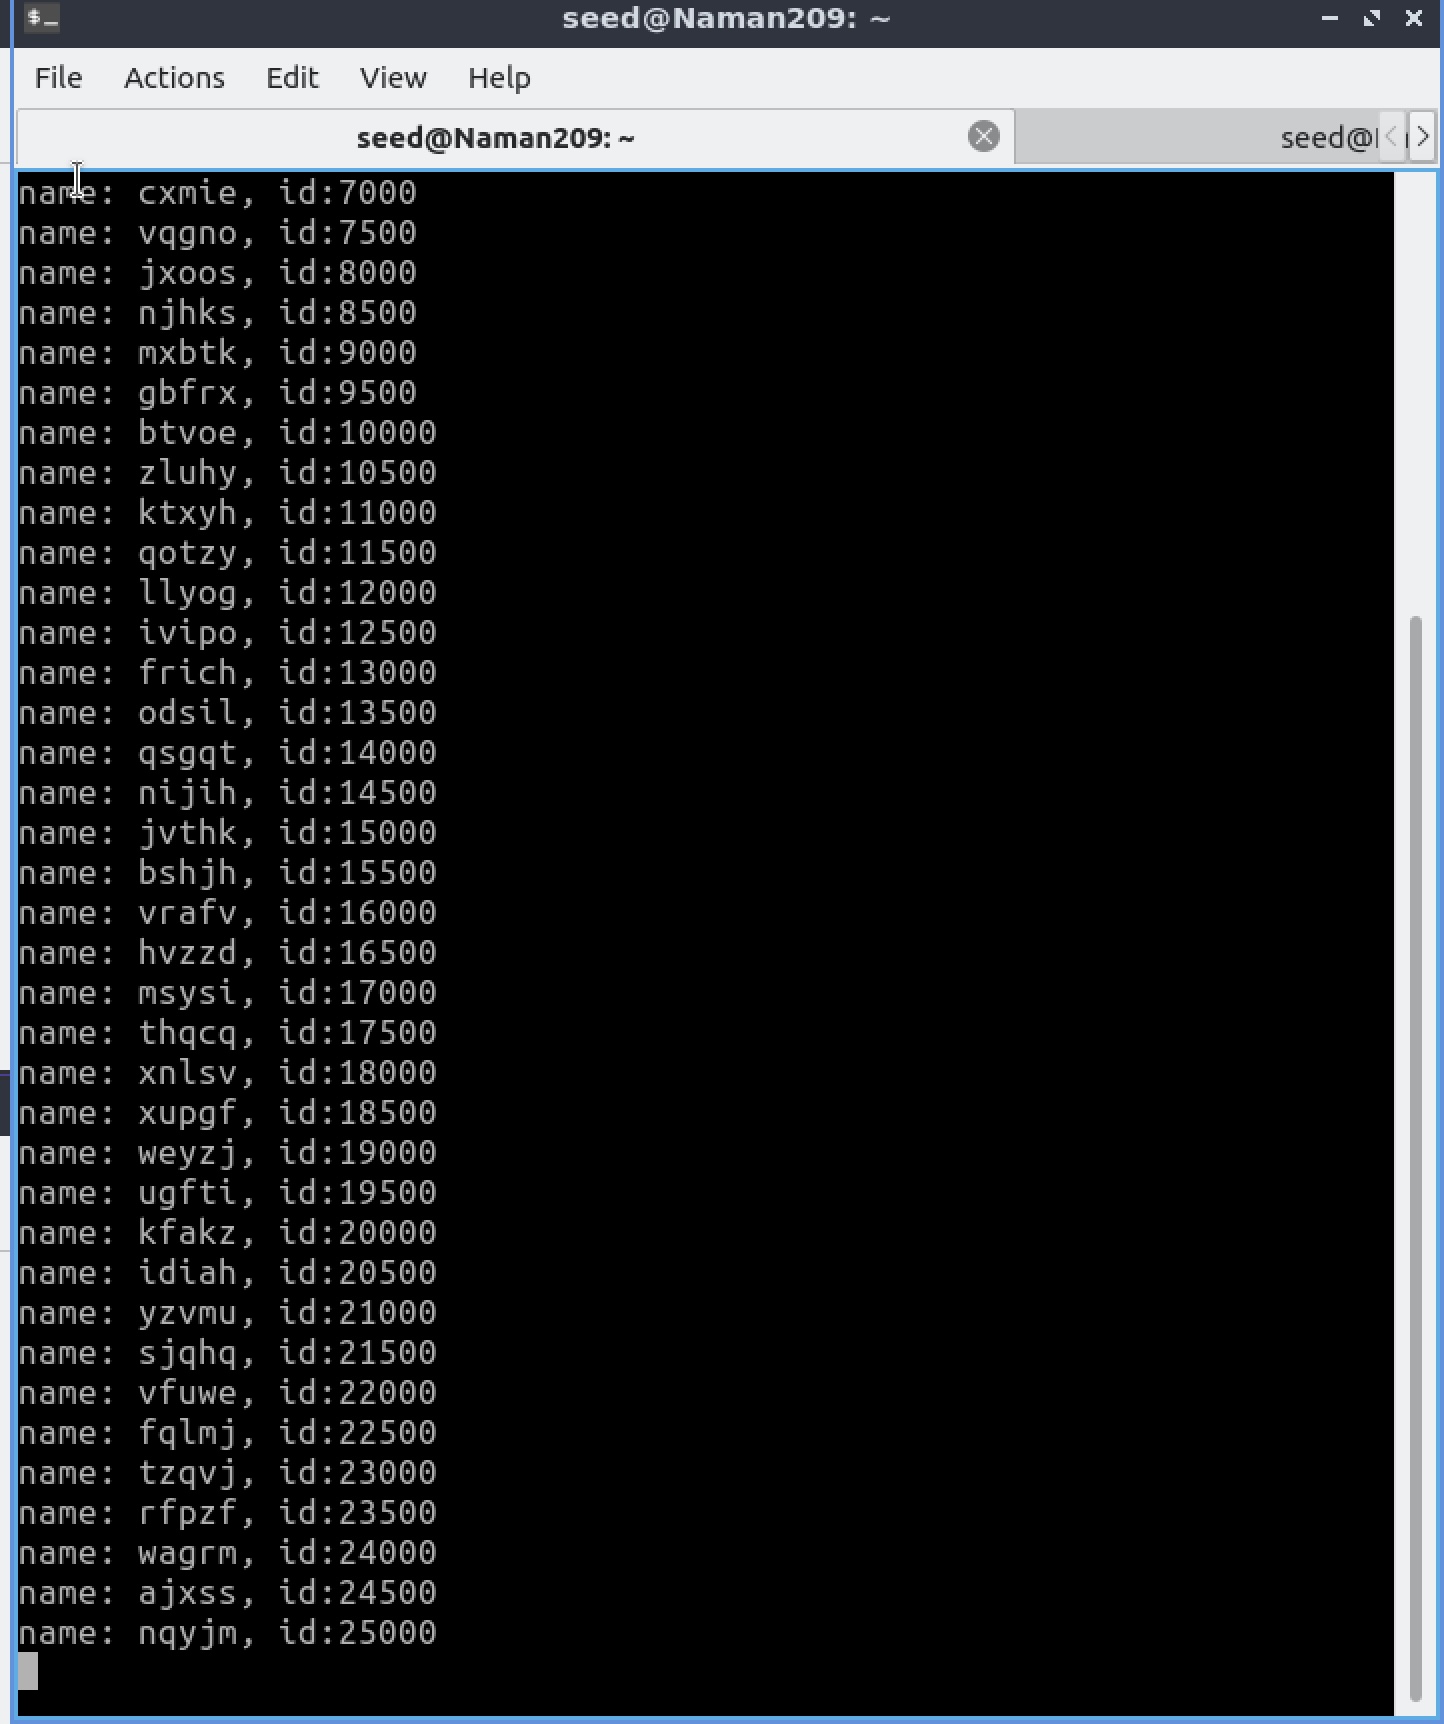 seed@Naman209: ~
File Actions Edit View Help
seed@Naman209: ~
name: cxmie, id:7000
name: vqgno, id:7500
name: jxoos, id:8000
name: njhks, id:8500
name: mxbtk, id:9000
name: gbfrx, id:9500
name: btvoe, id:10000
name: zluhy, id:10500
name: ktxyh, id:11000
name: qotzy, id:11500
name: llyog, id:12000
name: ivipo, id:12500
name: frich, id:13000
name: odsil, id:13500
name: qsgqt, id:14000
name: nijih, id:14500
name: jvthk, id:15000
name: bshjh, id:15500
name: vrafv, id:16000
name: hvzzd, id:16500
name: msysi, id:17000
name: thqcq, id:17500
name: xnlsv, id:18000
name: xupgf, id:18500
name: weyzj, id:19000
name: ugfti, id:19500
name: kfakz, id:20000
name: idiah, id:20500
name: yzvmu, id:21000
name: sjqhq, id:21500
name: vfuwe, id:22000
name: fqlmj, id:22500
name: tzqvj, id:23000
name: rfpzf, id:23500
name: wagrm, id:24000
name: ajxss, id:24500
name: nqyjm, id:25000